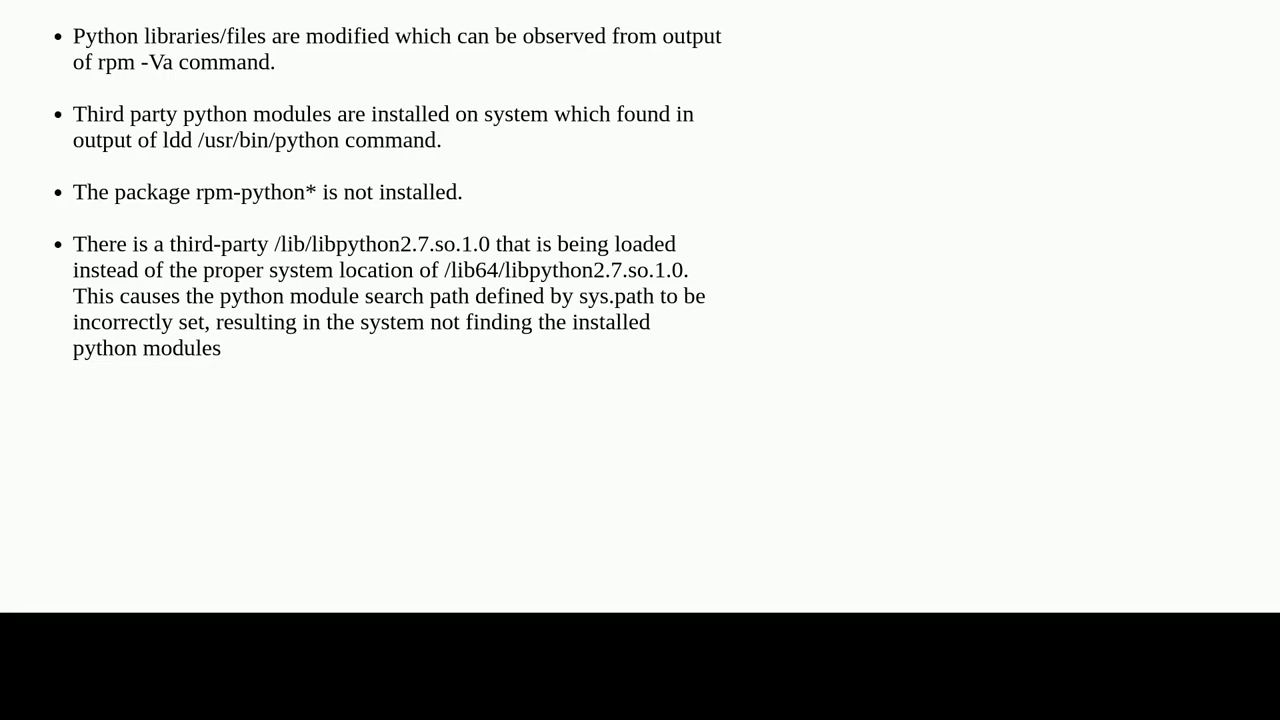 • Python libraries/files are modified which can be observed from output
of rpm -Va command.
• Third party python modules are installed on system which found in
output of ldd /usr/bin/python command.
• The package rpm-python* is not installed.
• There is a third-party /lib/libpython2.7.so.1.0 that is being loaded
instead of the proper system location of /lib64/libpython2.7.so.1.0.
This causes the python module search path defined by sys.path to be
incorrectly set, resulting in the system not finding the installed
python modules